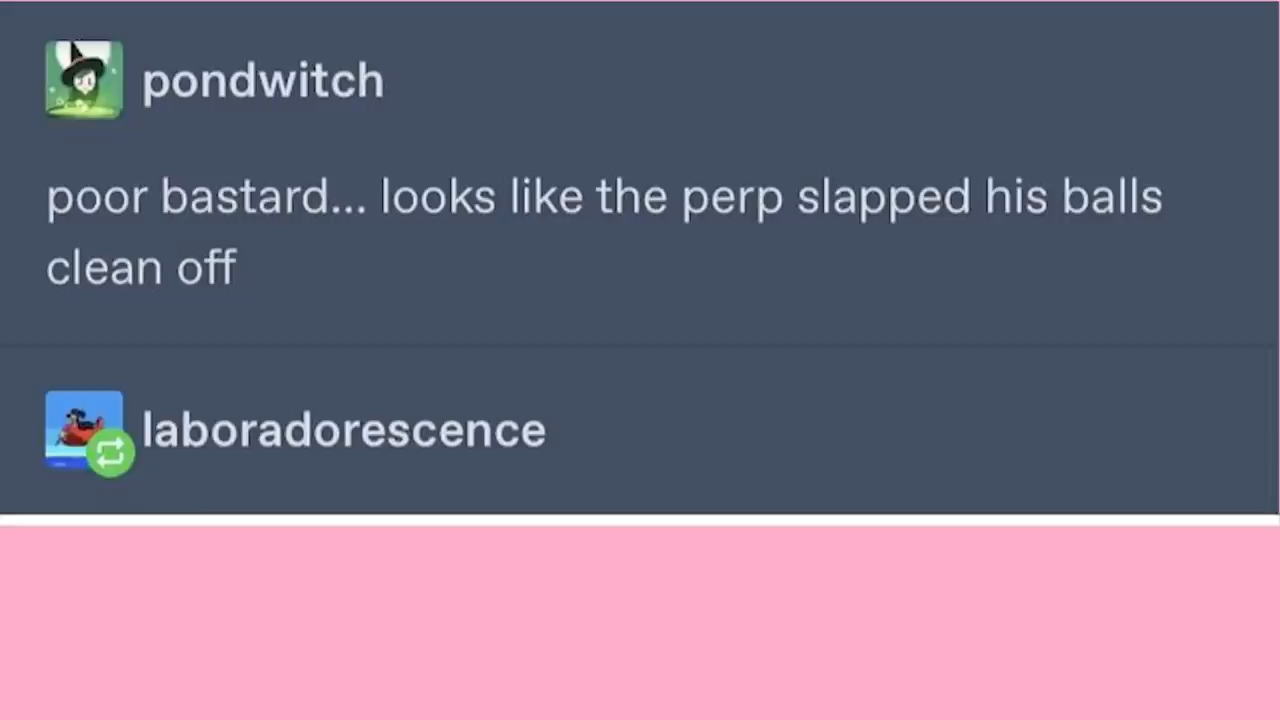 pondwitch
poor bastard... looks like the perp slapped his balls
clean off
laboradorescence